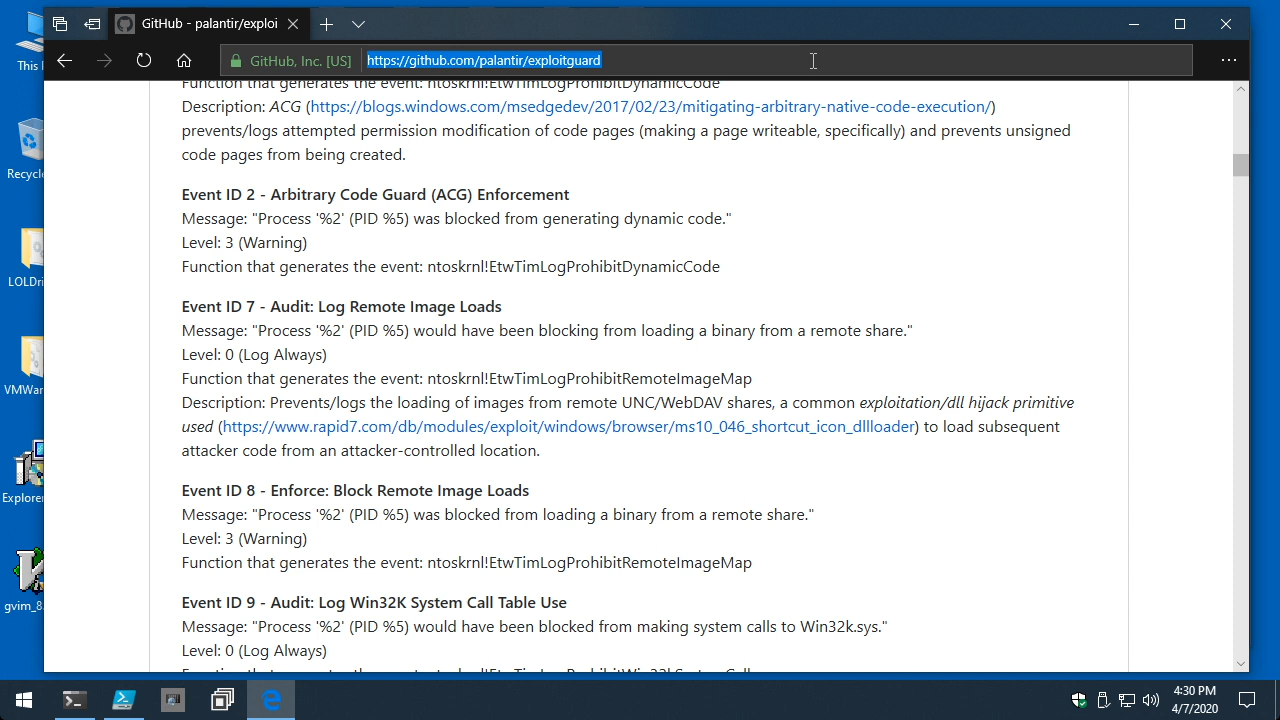 GitHub - palantir/exploi
GitHub, Inc. [US] https://github.com/palantir/exploitguard
This
Recycle
LOLDri
VMWar
Explorer
gvim_8
Function that generates the event: ntoskrnl!EtwTimLogProhibitDynamicCode
Description: ACG (https://blogs.windows.com/msedgedev/2017/02/23/mitigating-arbitrary-native-code-execution/)
prevents/logs attempted permission modification of code pages (making a page writeable, specifically) and prevents unsigned
code pages from being created.
Event ID 2 - Arbitrary Code Guard (ACG) Enforcement
Message: "Process '%2' (PID %5) was blocked from generating dynamic code."
Level: 3 (Warning)
Function that generates the event: ntoskrnl!EtwTimLogProhibitDynamicCode
Event ID 7 - Audit: Log Remote Image Loads
Message: "Process '%2' (PID %5) would have been blocking from loading a binary from a remote share."
Level: 0 (Log Always)
Function that generates the event: ntoskrnl!EtwTimLogProhibitRemoteImageMap
Description: Prevents/logs the loading of images from remote UNC/WebDAV shares, a common exploitation/dll hijack primitive
used (https://www.rapid7.com/db/modules/exploit/windows/browser/ms10_046_shortcut_icon_dllloader) to load subsequent
attacker code from an attacker-controlled location.
Event ID 8 - Enforce: Block Remote Image Loads
Message: "Process '%2' (PID %5) was blocked from loading a binary from a remote share."
Level: 3 (Warning)
Function that generates the event: ntoskrnl!EtwTimLogProhibitRemoteImageMap
Event ID 9 - Audit: Log Win32K System Call Table Use
Message: "Process '%2' (PID %5) would have been blocked from making system calls to Win32k.sys."
Level: 0 (Log Always)
4:30 PM
4/7/2020